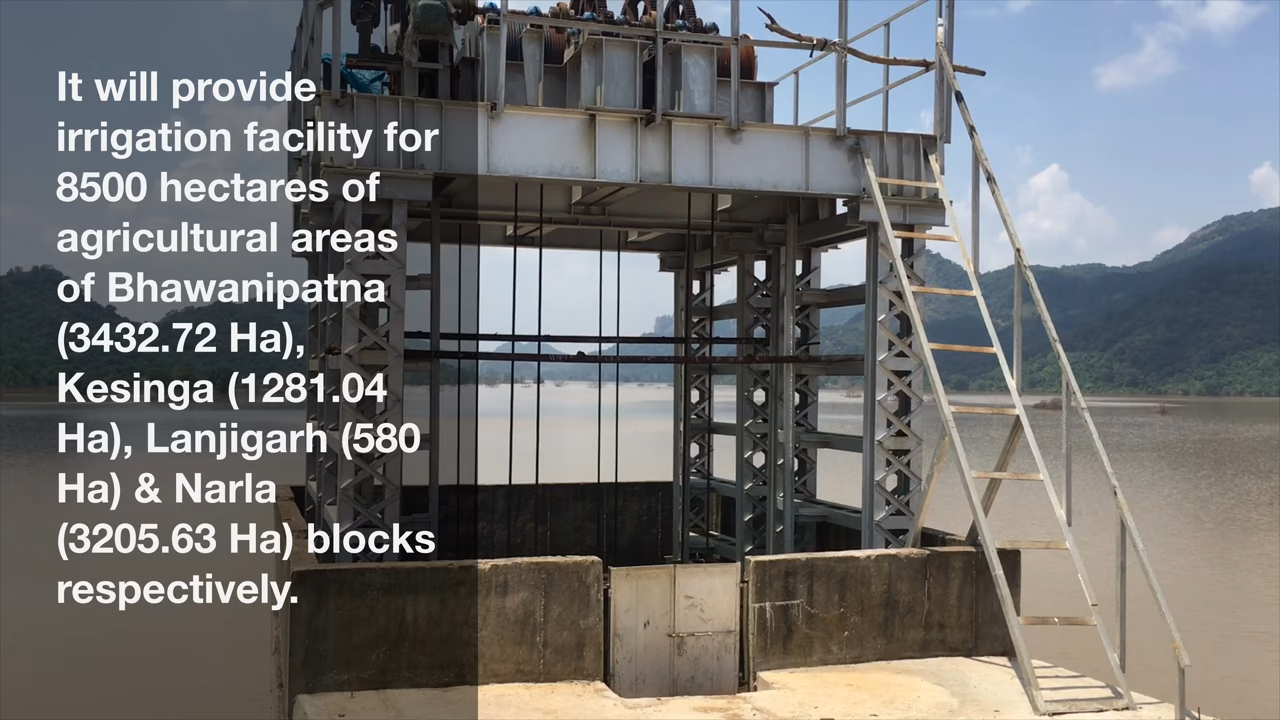 It will provide
irrigation facility for
8500 hectares of
agricultural areas
of Bhawanipatna
(3432.72 Ha),
Kesinga (1281.04
Ha), Lanjigarh (580
Ha) & Narla
(3205.63 Ha) blocks
respectively.